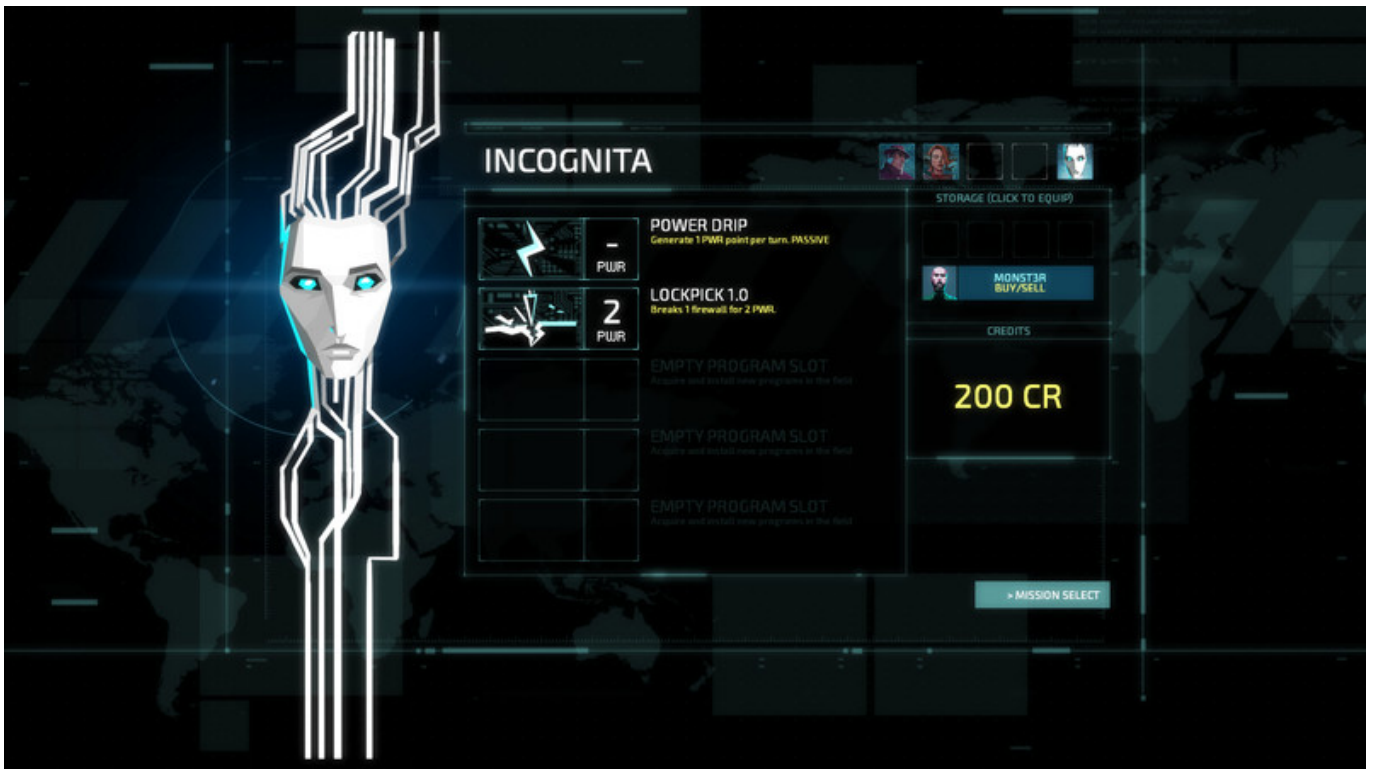 INCOGNITA
STORAGE (CLICK TO EQUIP)
POWER DRIP
Generate 1 PWR point per turn. PASSIVE
-
PWR
MONST3R
BUY/SELL
LOCKPICK 1.0
Breaks 1 firewall for 2 PWR.
2
PWR
CREDITS
200 CR
EMPTY PROGRAM SLOT
Acquire and install new programs in the field
EMPTY PROGRAM SLOT
Acquire and install new programs in the field
EMPTY PROGRAM SLOT
Acquire and install new programs in the field
> MISSION SELECT